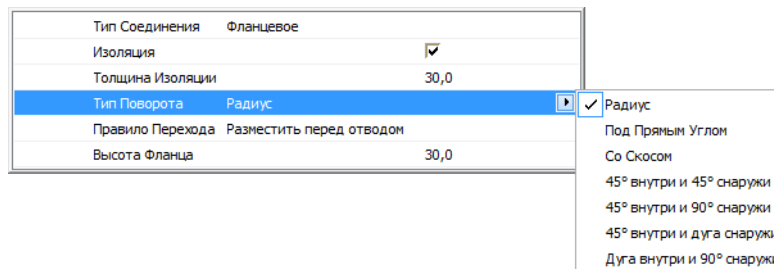 Тип Соединения Фланцевое
Изоляция
Толщина Изоляции 30,0
Тип Поворота Радиус
Правило Перехода Разместить перед отводом
Высота Фланца 30,0
Радиус
Под Прямым Углом
Со Скосом
45° внутри и 45° снаружи
45° внутри и 90° снаружи
45° внутри и дуга снаружи
Дуга внутри и 90° снаружи